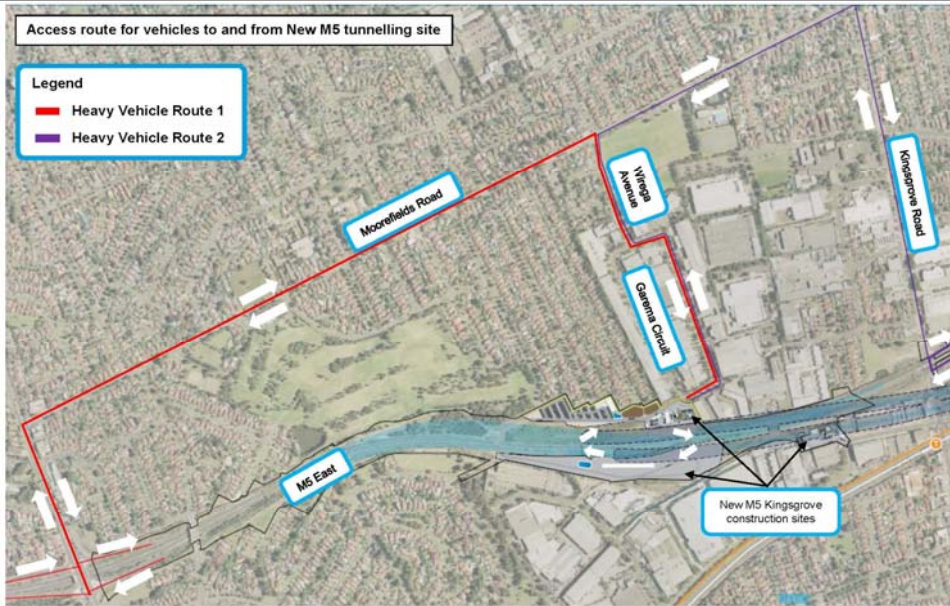 Access route for vehicles to and from New M5 tunnelling site
Legend
Heavy Vehicle Route 1
Heavy Vehicle Route 2
Moorefields Road
Wirega
Avenue
Kingsgrove Road
Garema Circuit
M5 East
New M5 Kingsgrove
construction sites